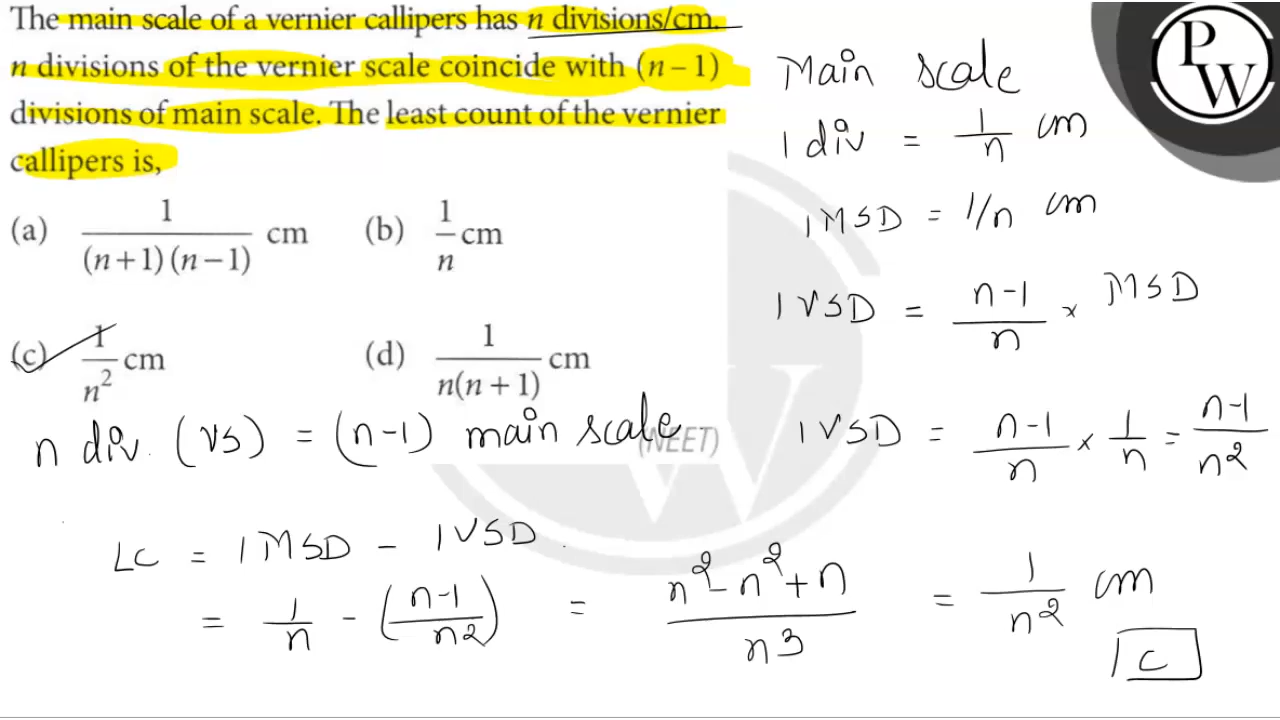 The main scale of a vernier callipers has n divisions/cm.
n divisions of the vernier scale coincide with (n – 1)
divisions of main scale. The least count of the vernier
callipers is,
(a) 1/((n+1)(n−1)) cm (b) 1/n cm
(c) 1/n² cm (d) 1/(n(n + 1)) cm
n div. (VS) = (n-1) main scale
LC = 1 MSD - 1 VSD.
= 1/n - ((n-1)/n2) = (n2 - n2 + n)/n3 = 1/n2 cm
C
Main scale
1 div = 1/n cm
1 MSD = 1/n cm
1 VSD = (n-1)/n × MSD
1 VSD = (n-1)/n × 1/n = (n-1)/n2
PW
(NEET)